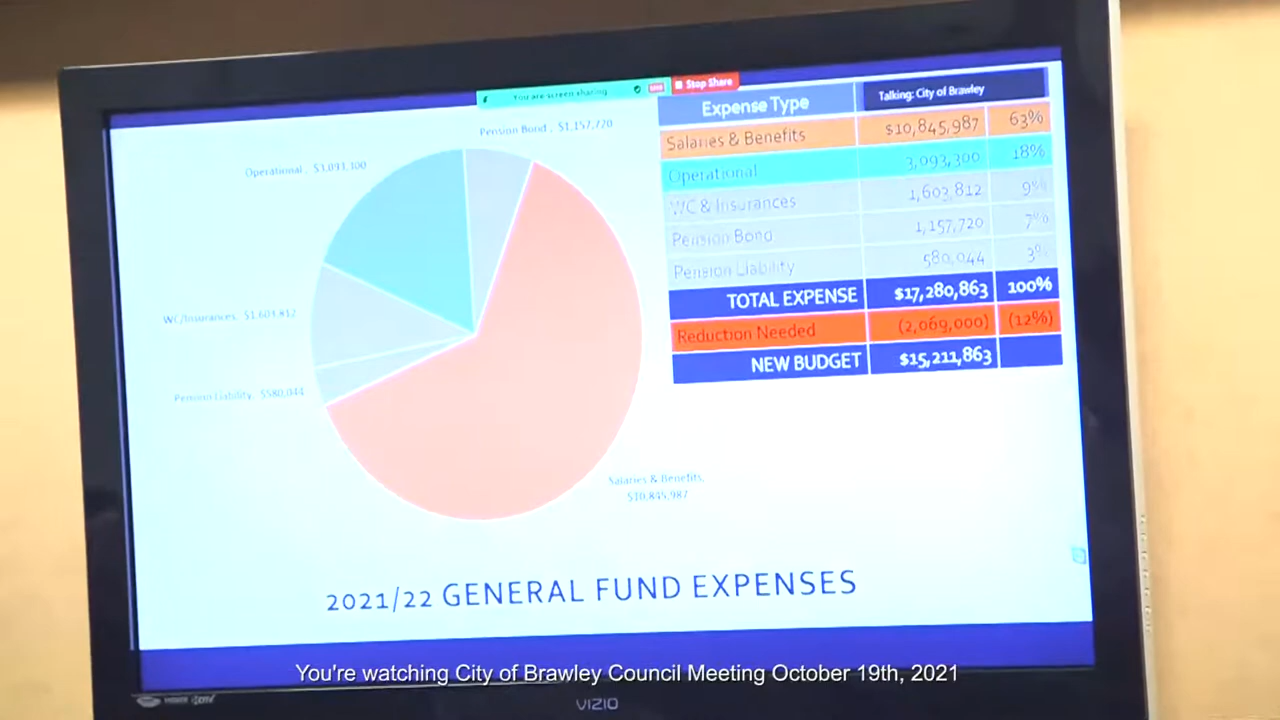 You are screen sharing
Stop Share
Pension Bond , $1,157,720
Operational , $3,093,300
WC/Insurances, $1,603,812
Pension Liability, $580,044
Salaries & Benefits,
$10,845,987
Expense Type Talking: City of Brawley
Salaries & Benefits $10,845,987 63%
Operational 3,093,300 18%
WC & Insurances 1,603,812 9%
Pension Bond 1,157,720 7%
Pension Liability 580,044 3%
TOTAL EXPENSE $17,280,863 100%
Reduction Needed (2,069,000) (12%)
NEW BUDGET $15,211,863
2021/22 GENERAL FUND EXPENSES
You're watching City of Brawley Council Meeting October 19th, 2021
VIZIO